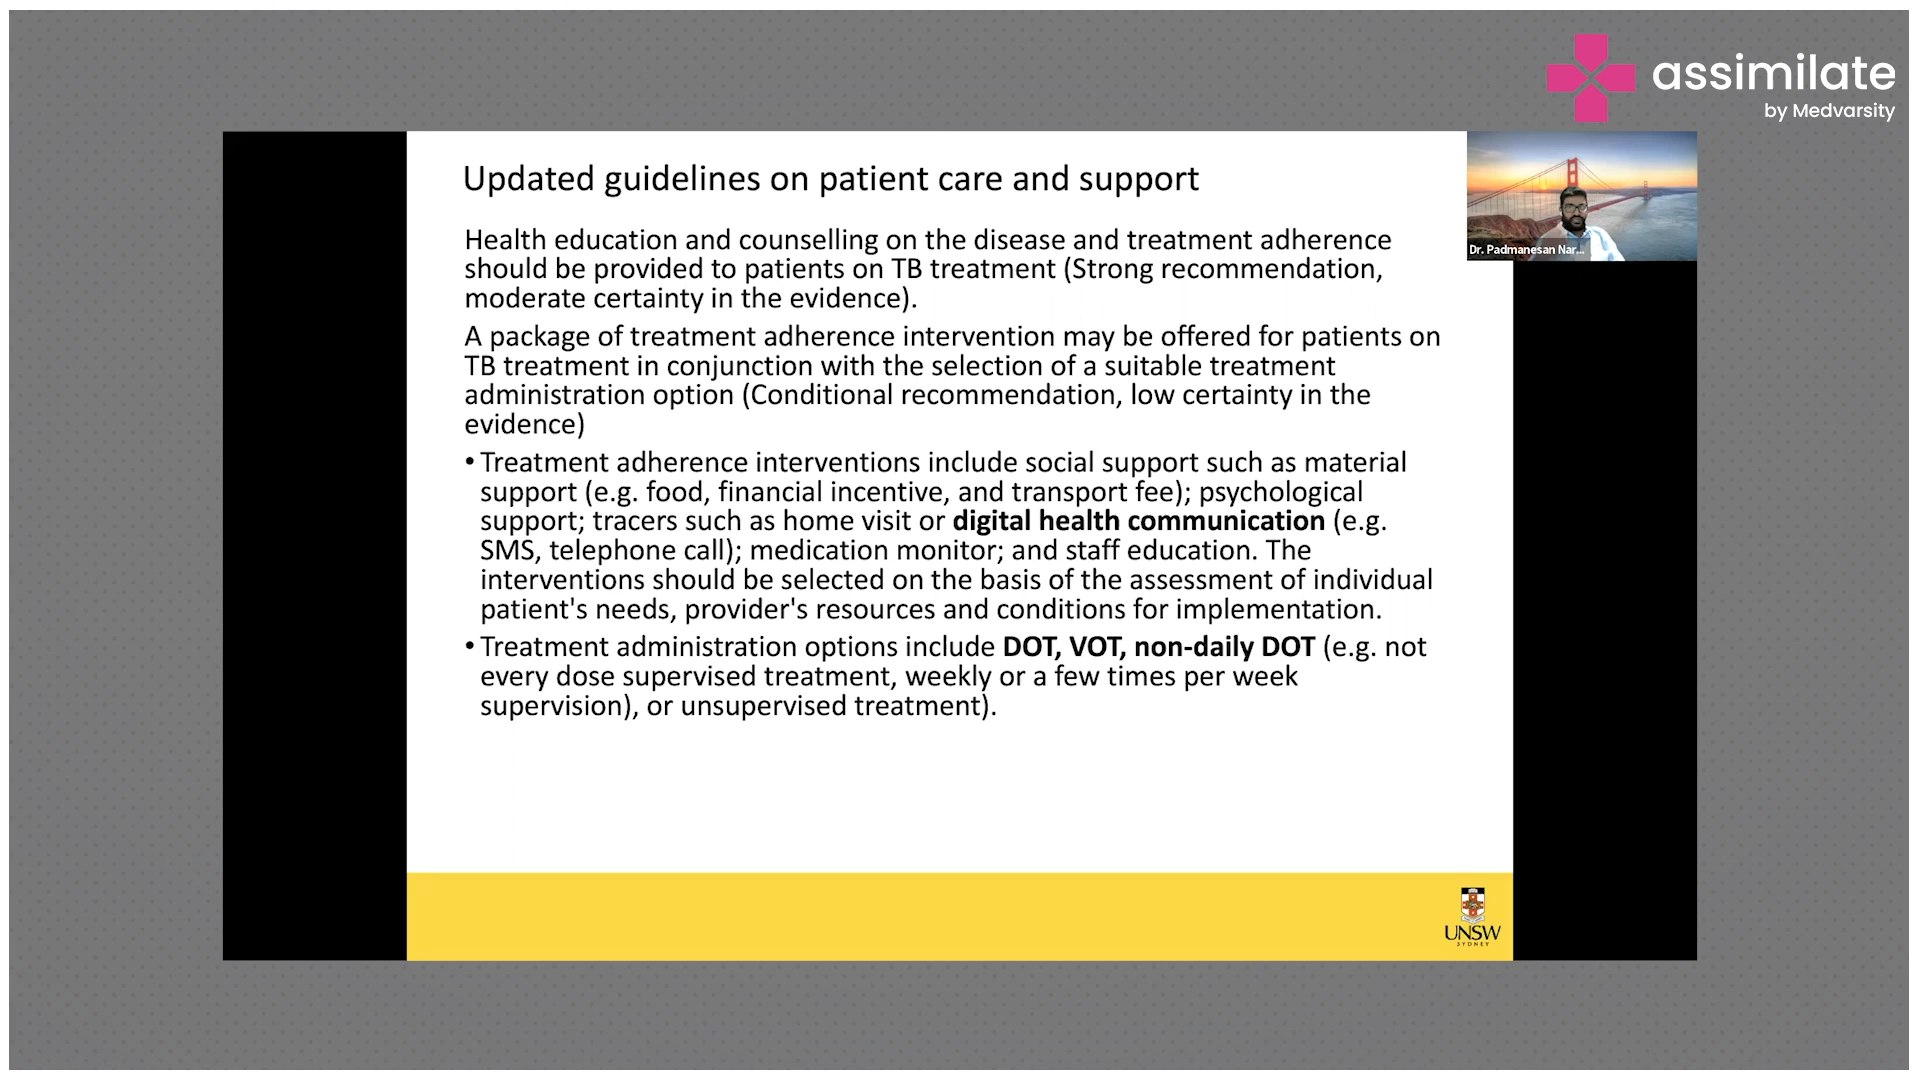 assimilate
by Medvarsity
Updated guidelines on patient care and support
Dr. Padmanesan Nar...
Health education and counselling on the disease and treatment adherence
should be provided to patients on TB treatment (Strong recommendation,
moderate certainty in the evidence).
A package of treatment adherence intervention may be offered for patients on
TB treatment in conjunction with the selection of a suitable treatment
administration option (Conditional recommendation, low certainty in the
evidence)
• Treatment adherence interventions include social support such as material
support (e.g. food, financial incentive, and transport fee); psychological
support; tracers such as home visit or digital health communication (e.g.
SMS, telephone call); medication monitor; and staff education. The
interventions should be selected on the basis of the assessment of individual
patient's needs, provider's resources and conditions for implementation.
• Treatment administration options include DOT, VOT, non-daily DOT (e.g. not
every dose supervised treatment, weekly or a few times per week
supervision), or unsupervised treatment).
UNSW
SYDNEY